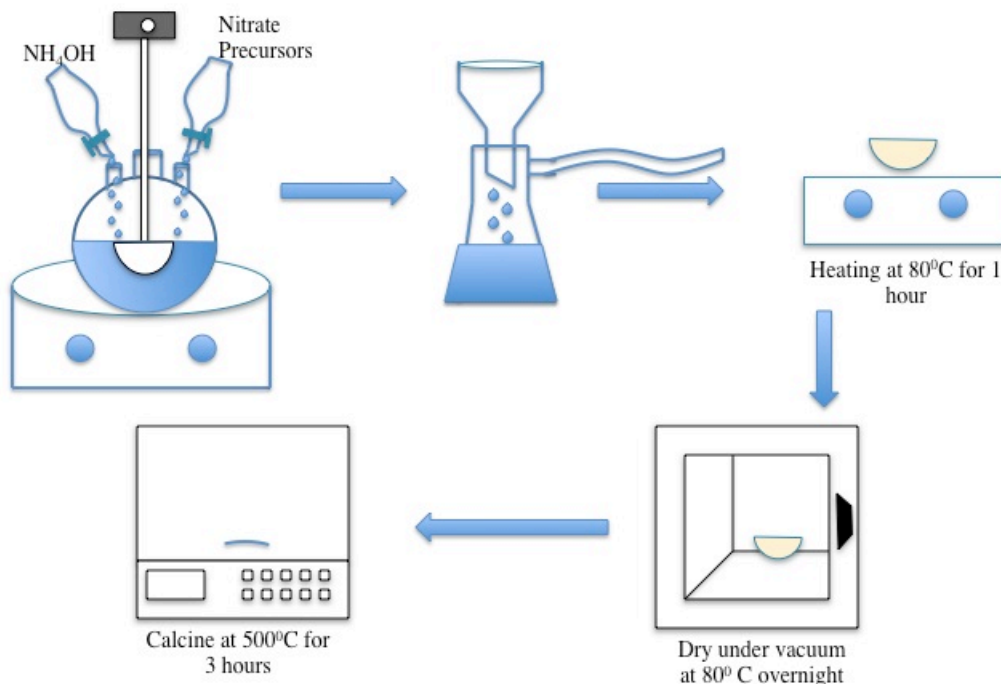 NH₄OH
Nitrate
Precursors
Heating at 80⁰C for 1
hour
Calcine at 500⁰C for
3 hours
Dry under vacuum
at 80⁰ C overnight